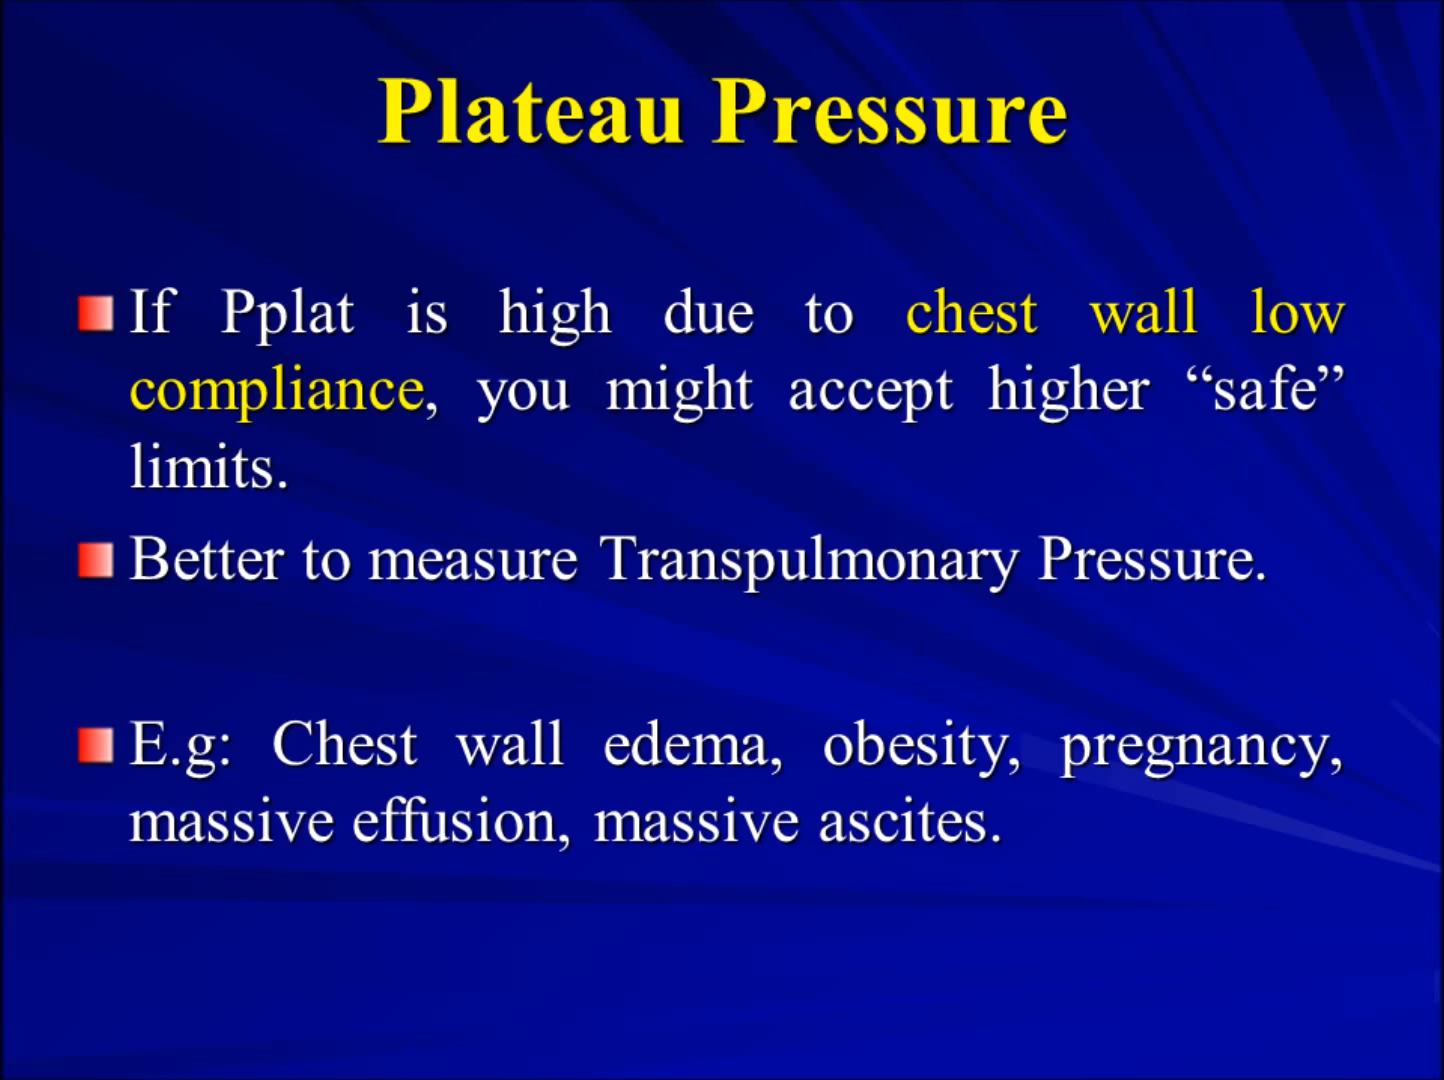 Plateau Pressure
If Pplat is high due to chest wall low
compliance, you might accept higher “safe”
limits.
Better to measure Transpulmonary Pressure.
E.g: Chest wall edema, obesity, pregnancy,
massive effusion, massive ascites.